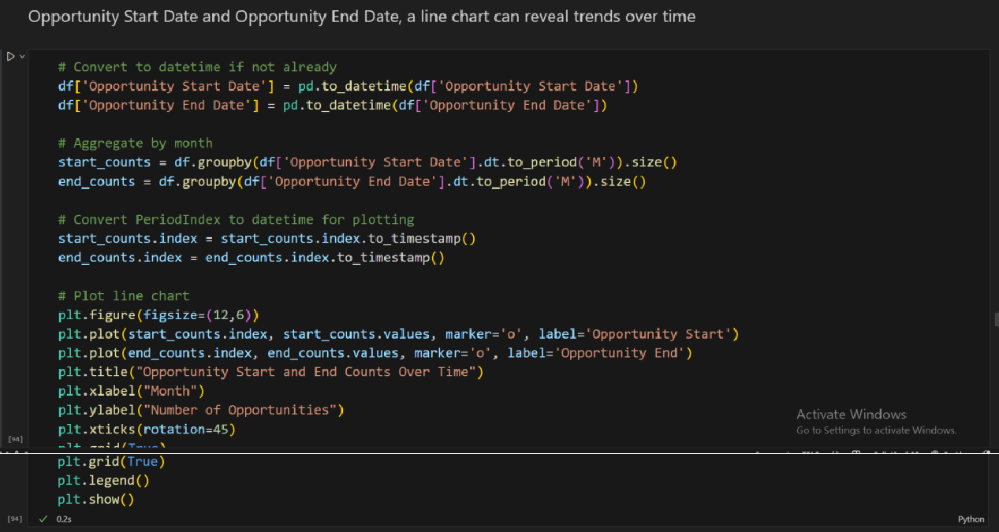 Opportunity Start Date and Opportunity End Date, a line chart can reveal trends over time
# Convert to datetime if not already
df['Opportunity Start Date'] = pd.to_datetime(df['Opportunity Start Date'])
df['Opportunity End Date'] = pd.to_datetime(df['Opportunity End Date'])
# Aggregate by month
start_counts = df.groupby(df['Opportunity Start Date'].dt.to_period('M')).size()
end_counts = df.groupby(df['Opportunity End Date'].dt.to_period('M')).size()
# Convert PeriodIndex to datetime for plotting
start_counts.index = start_counts.index.to_timestamp()
end_counts.index = end_counts.index.to_timestamp()
# Plot line chart
plt.figure(figsize=(12,6))
plt.plot(start_counts.index, start_counts.values, marker='o', label='Opportunity Start')
plt.plot(end_counts.index, end_counts.values, marker='o', label='Opportunity End')
plt.title("Opportunity Start and End Counts Over Time")
plt.xlabel("Month")
plt.ylabel("Number of Opportunities")
Activate Windows
plt.xticks(rotation=45)
Go to Settings to activate Windows.
[94]
plt.grid(True)
plt.grid(True)
plt.legend()
plt.show()
[94]
0.2s
Python